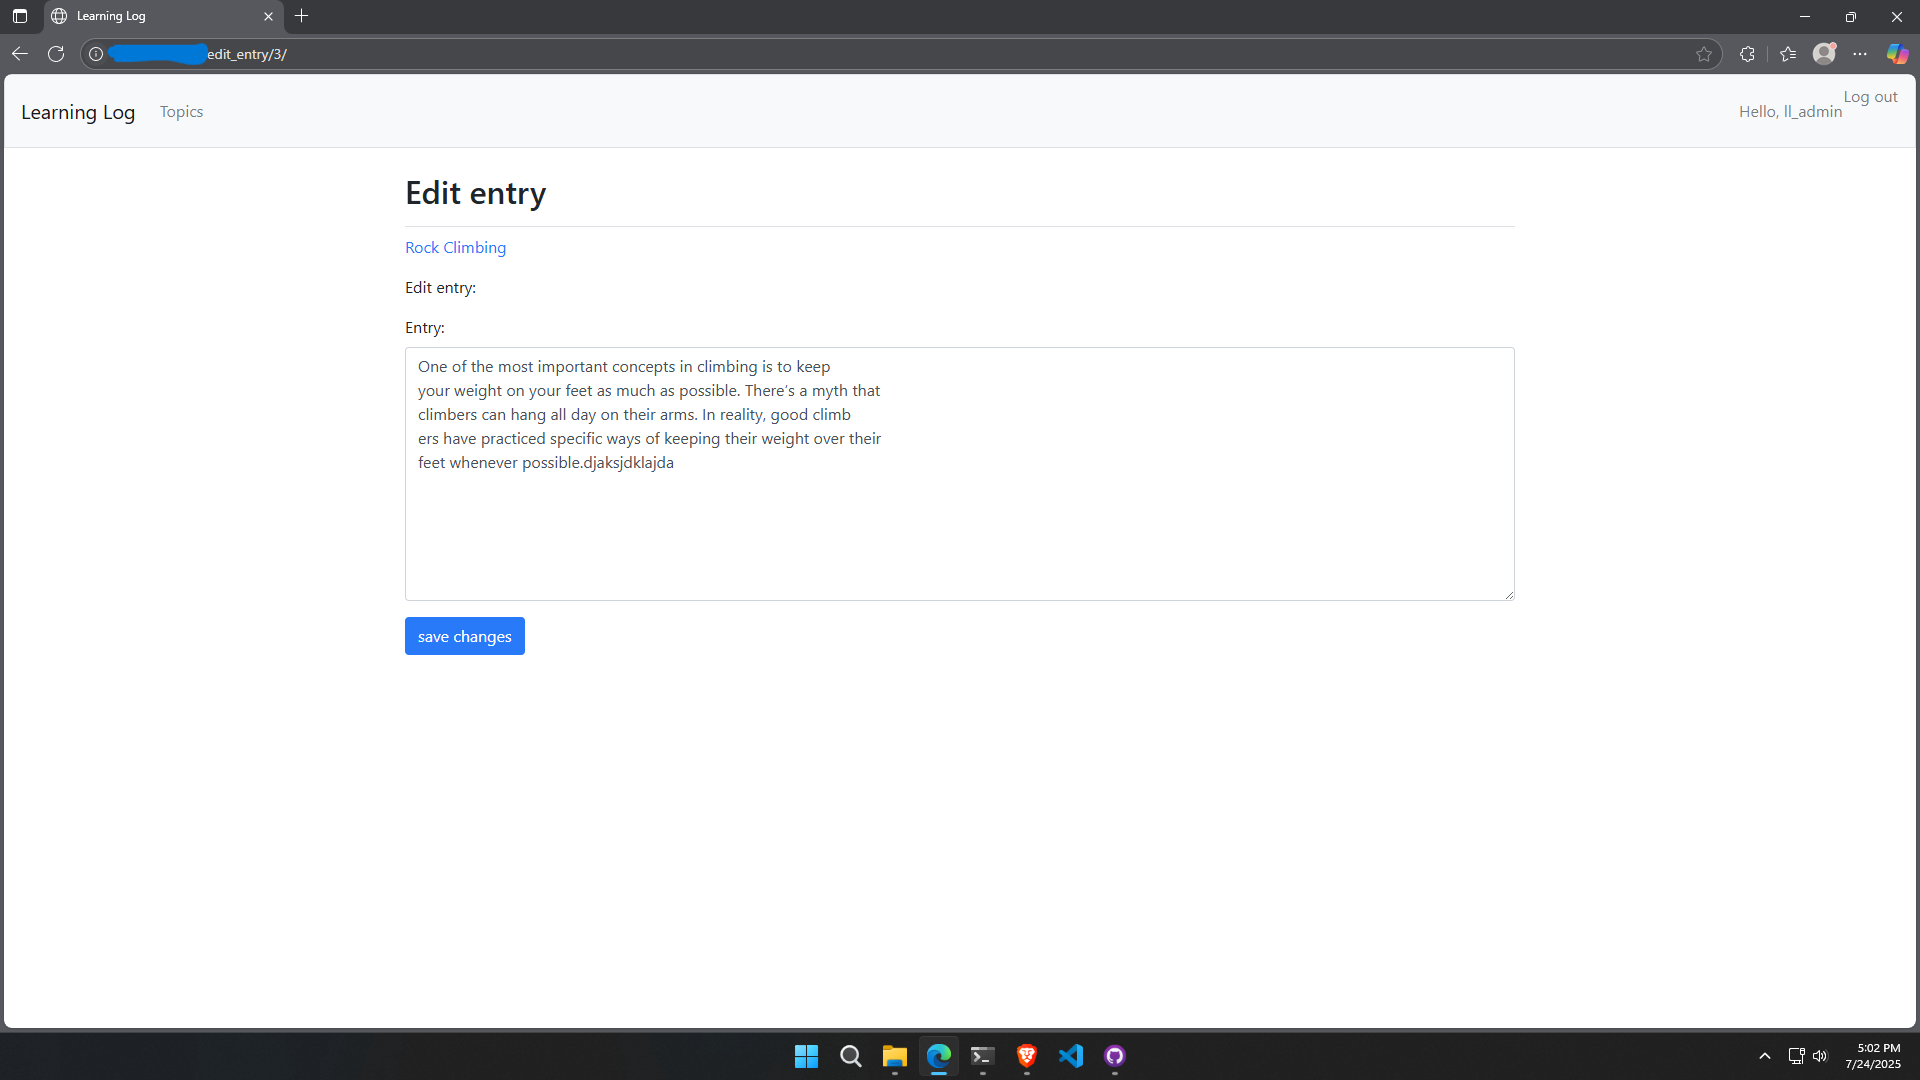 Learning Log
edit_entry/3/
Learning Log
Topics
Hello, ll_admin
Log out
Edit entry
Rock Climbing
Edit entry:
Entry:
One of the most important concepts in climbing is to keep
your weight on your feet as much as possible. There's a myth that
climbers can hang all day on their arms. In reality, good climb
ers have practiced specific ways of keeping their weight over their
feet whenever possible.djaksjdklajda
save changes
5:02 PM
7/24/2025